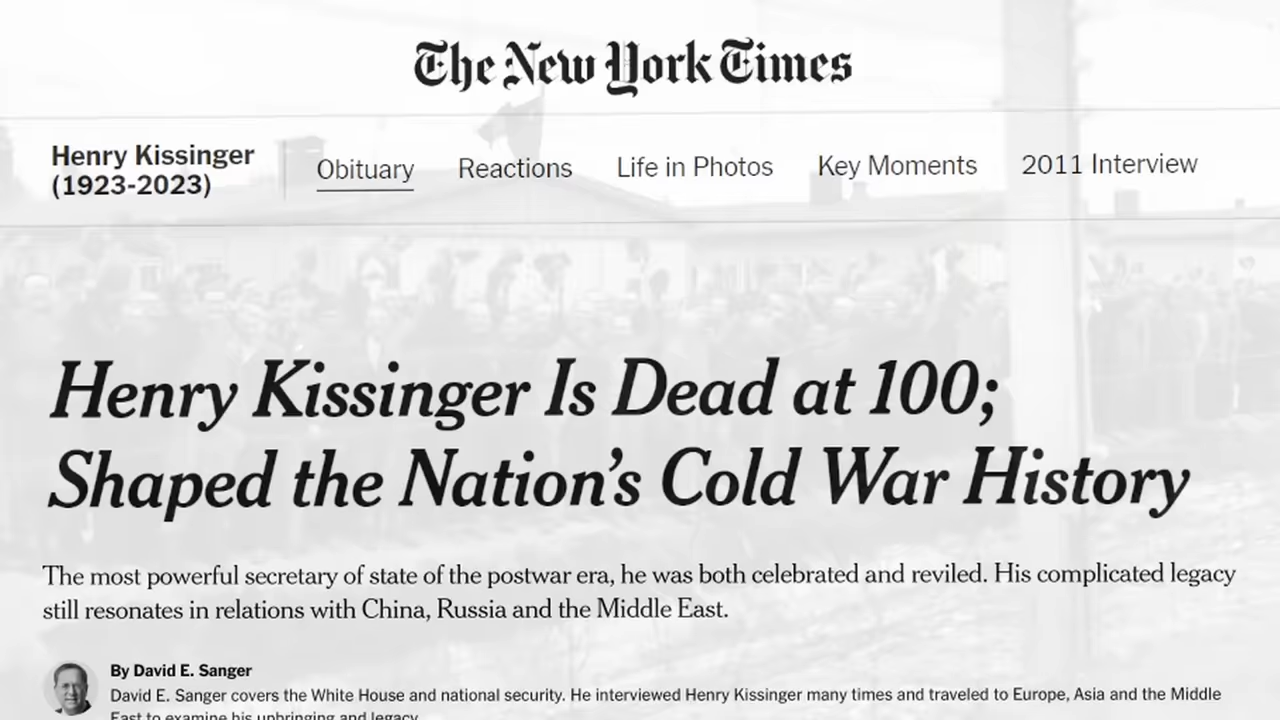 The New York Times
Henry Kissinger
(1923-2023)
Obituary
Reactions
Life in Photos
Key Moments
2011 Interview
Henry Kissinger Is Dead at 100;
Shaped the Nation’s Cold War History
The most powerful secretary of state of the postwar era, he was both celebrated and reviled. His complicated legacy
still resonates in relations with China, Russia and the Middle East.
By David E. Sanger
David E. Sanger covers the White House and national security. He interviewed Henry Kissinger many times and traveled to Europe, Asia and the Middle
East to examine his upbringing and legacy.